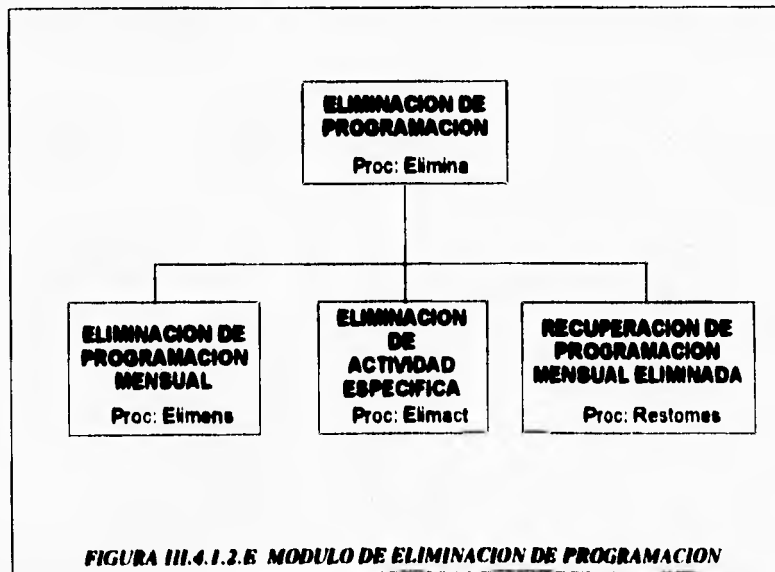 ELIMINACION DE
PROGRAMACION
Proc: Elimina
ELIMINACION DE
PROGRAMACION
MENSUAL
Proc: Elimens
ELIMINACION
DE
ACTIVIDAD
ESPECIFICA
Proc: Elimact
RECUPERACION DE
PROGRAMACION
MENSUAL ELIMINADA
Proc: Restomes
FIGURA III.4.1.2.E MODULO DE ELIMINACION DE PROGRAMACION